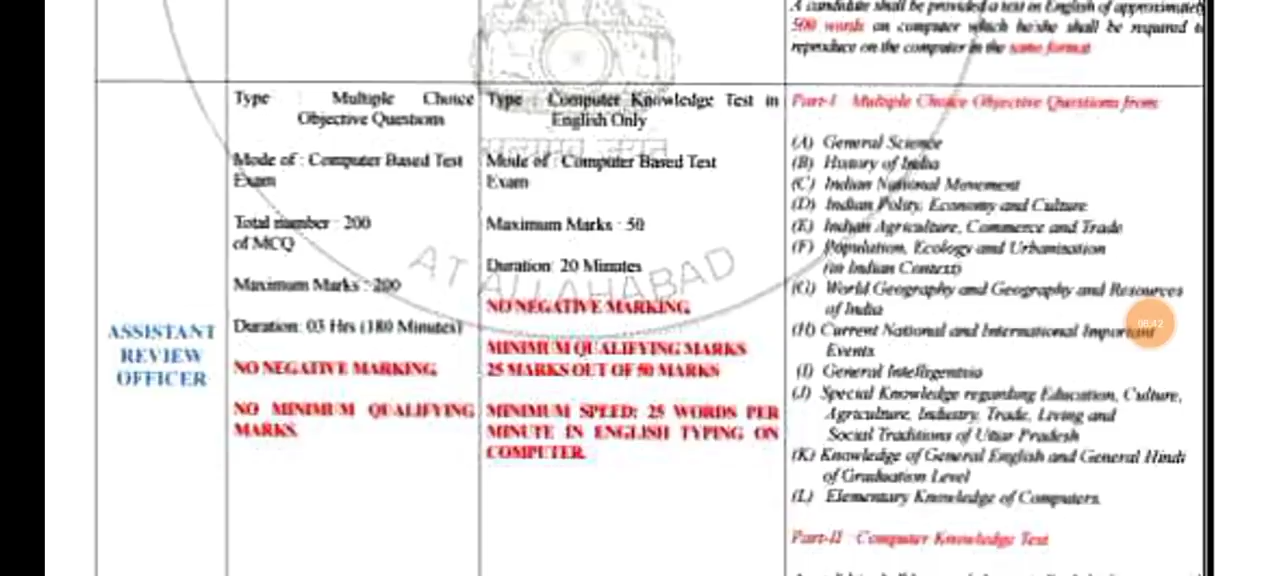 A candidate shall be provided a test in English of approximately
500 words on computer which he/she shall be required to
reproduce on the computer in the same format
ASSISTANT
REVIEW
OFFICER
Type : Multiple Choice
Objective Questions
Mode of : Computer Based Test
Exam
Total number : 200
of MCQ
Maximum Marks : 200
Duration: 03 Hrs (180 Minutes)
NO NEGATIVE MARKING
NO MINIMUM QUALIFYING
MARKS
Type : Computer Knowledge Test in
English Only
Mode of : Computer Based Test
Exam
Maximum Marks : 50
Duration: 20 Minutes
NO NEGATIVE MARKING
MINIMUM QUALIFYING MARKS
25 MARKS OUT OF 50 MARKS
MINIMUM SPEED: 25 WORDS PER
MINUTE IN ENGLISH TYPING ON
COMPUTER.
Part-I Multiple Choice Objective Questions from
(A) General Science
(B) History of India
(C) Indian National Movement
(D) Indian Polity, Economy and Culture
(E) Indian Agriculture, Commerce and Trade
(F) Population, Ecology and Urbanisation
(in Indian Context)
(G) World Geography and Geography and Resources
of India
(H) Current National and International Important
Events
(I) General Intelligentsia
(J) Special Knowledge regarding Education, Culture,
Agriculture, Industry, Trade, Living and
Social Traditions of Uttar Pradesh
(K) Knowledge of General English and General Hindi
of Graduation Level
(L) Elementary Knowledge of Computers.
Part-II : Computer Knowledge Test
AT ALLAHABAD
06:42